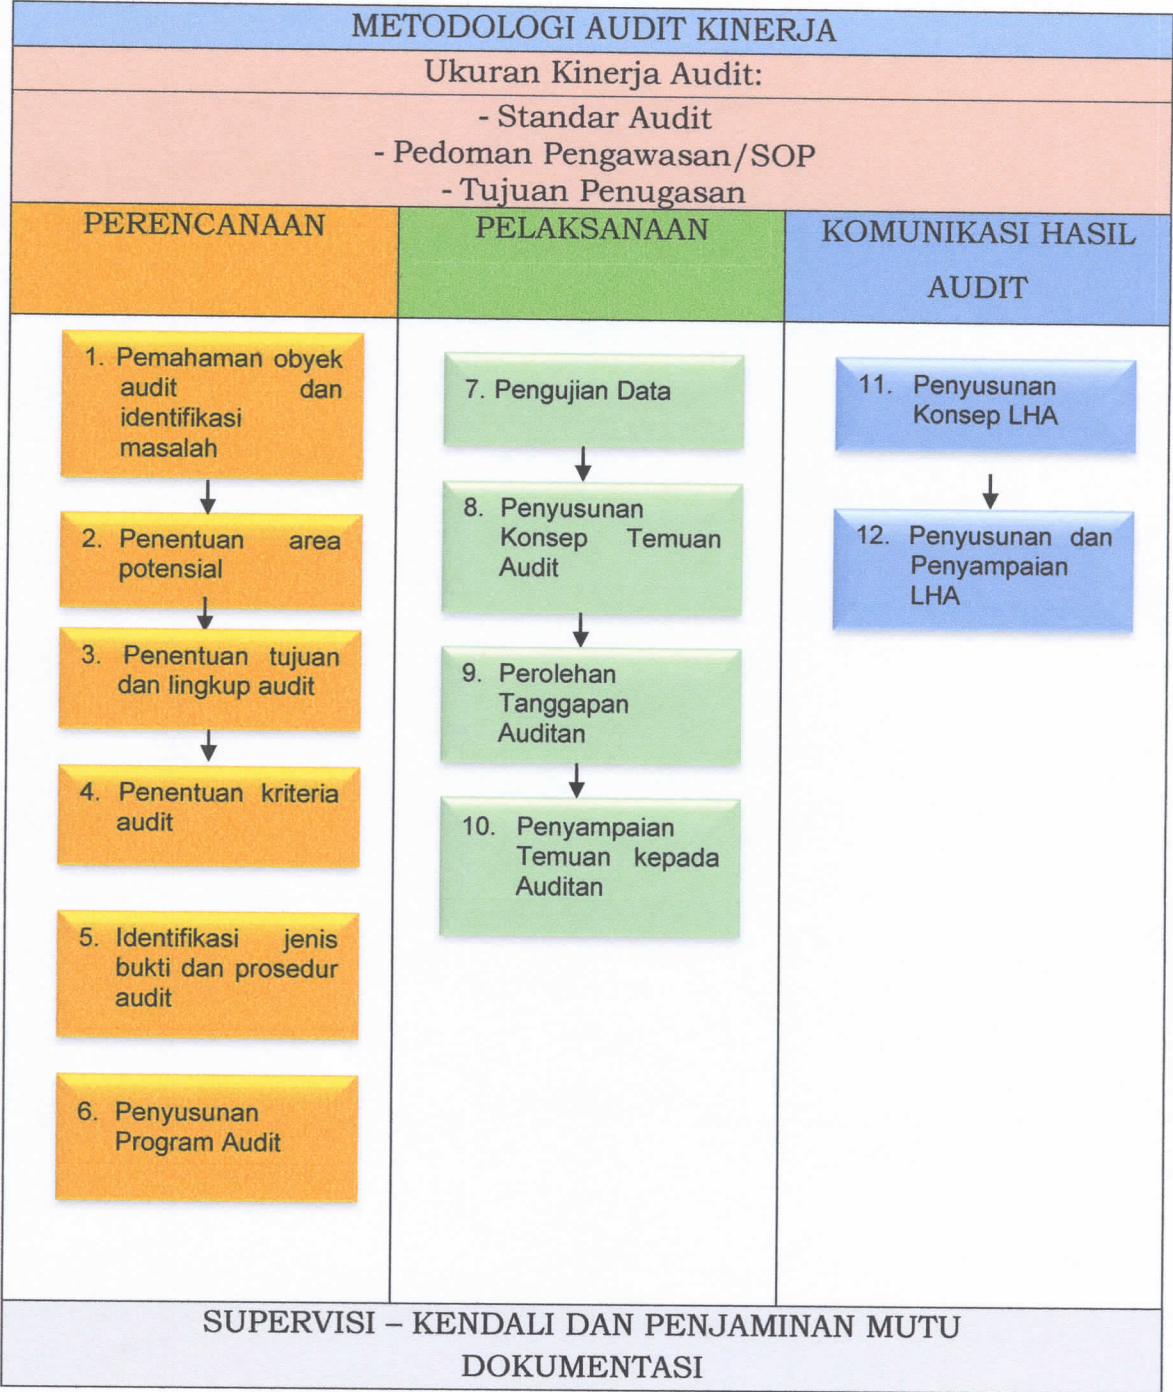 METODOLOGI AUDIT KINERJA
Ukuran Kinerja Audit:
- Standar Audit
- Pedoman Pengawasan/SOP
- Tujuan Penugasan
PERENCANAAN
1. Pemahaman obyek
audit dan
identifikasi
masalah
2. Penentuan area
potensial
3. Penentuan tujuan
dan lingkup audit
4. Penentuan kriteria
audit
5. Identifikasi jenis
bukti dan prosedur
audit
6. Penyusunan
Program Audit
PELAKSANAAN
7. Pengujian Data
8. Penyusunan
Konsep Temuan
Audit
9. Perolehan
Tanggapan
Auditan
10. Penyampaian
Temuan kepada
Auditan
KOMUNIKASI HASIL
AUDIT
11. Penyusunan
Konsep LHA
12. Penyusunan dan
Penyampaian
LHA
SUPERVISI – KENDALI DAN PENJAMINAN MUTU
DOKUMENTASI